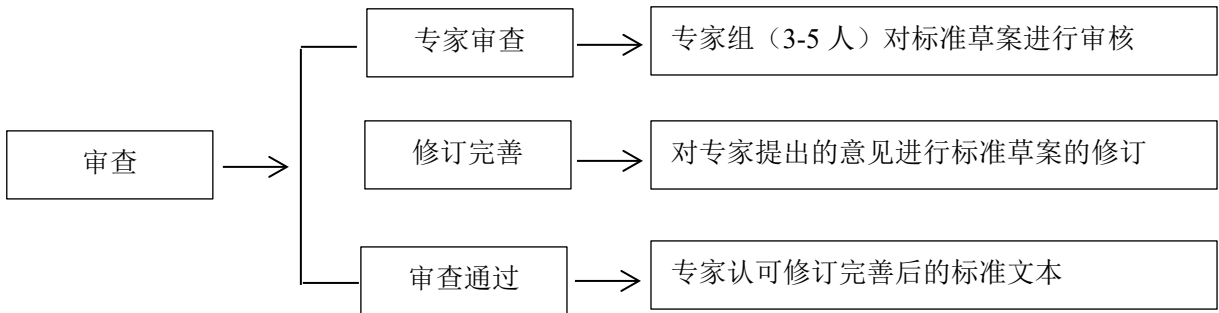 专家审查
专家组（3-5 人）对标准草案进行审核
审查
修订完善
对专家提出的意见进行标准草案的修订
审查通过
专家认可修订完善后的标准文本